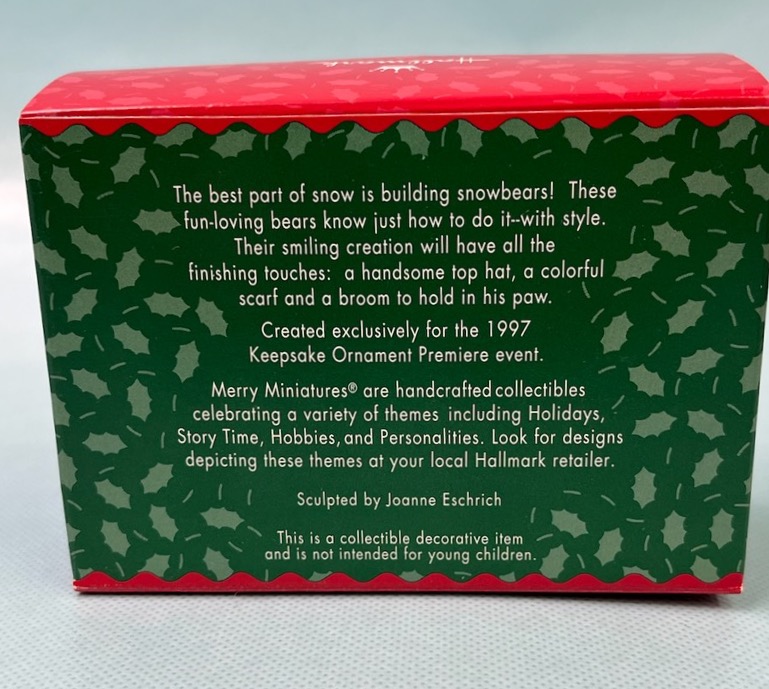 Hallmark
The best part of snow is building snowbears! These
fun-loving bears know just how to do it--with style.
Their smiling creation will have all the
finishing touches: a handsome top hat, a colorful
scarf and a broom to hold in his paw.
Created exclusively for the 1997
Keepsake Ornament Premiere event.
Merry Miniatures® are handcrafted collectibles
celebrating a variety of themes including Holidays,
Story Time, Hobbies, and Personalities. Look for designs
depicting these themes at your local Hallmark retailer.
Sculpted by Joanne Eschrich
This is a collectible decorative item
and is not intended for young children.